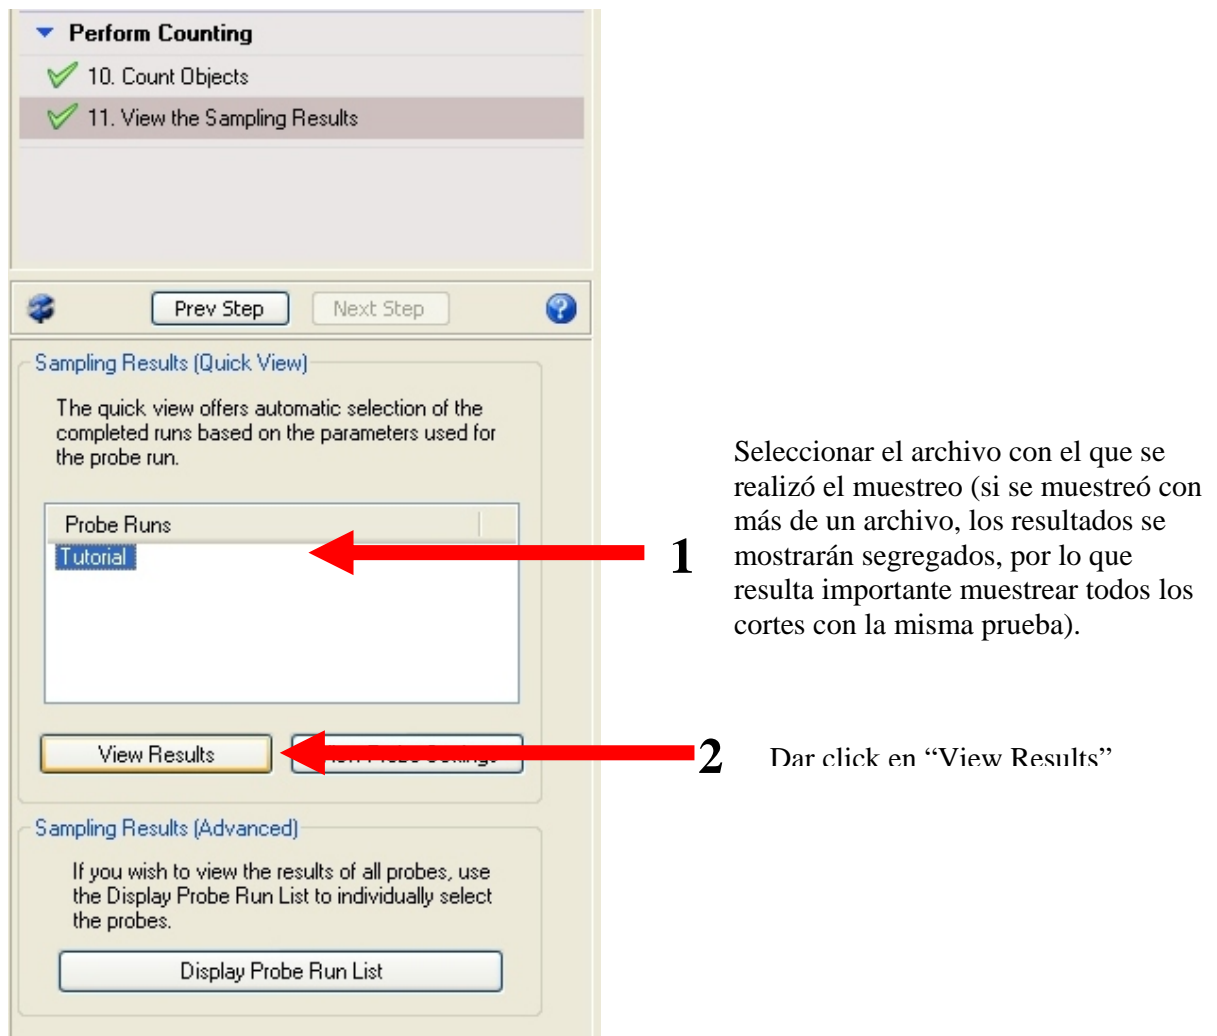 Perform Counting
10. Count Objects
11. View the Sampling Results
Prev Step
Next Step
Sampling Results (Quick View)
The quick view offers automatic selection of the
completed runs based on the parameters used for
the probe run.
Probe Runs
Tutorial
1
Seleccionar el archivo con el que se
realizó el muestreo (si se muestreó con
más de un archivo, los resultados se
mostrarán segregados, por lo que
resulta importante muestrear todos los
cortes con la misma prueba).
View Results
2
Dar click en “View Results”
Sampling Results (Advanced)
If you wish to view the results of all probes, use
the Display Probe Run List to individually select
the probes.
Display Probe Run List